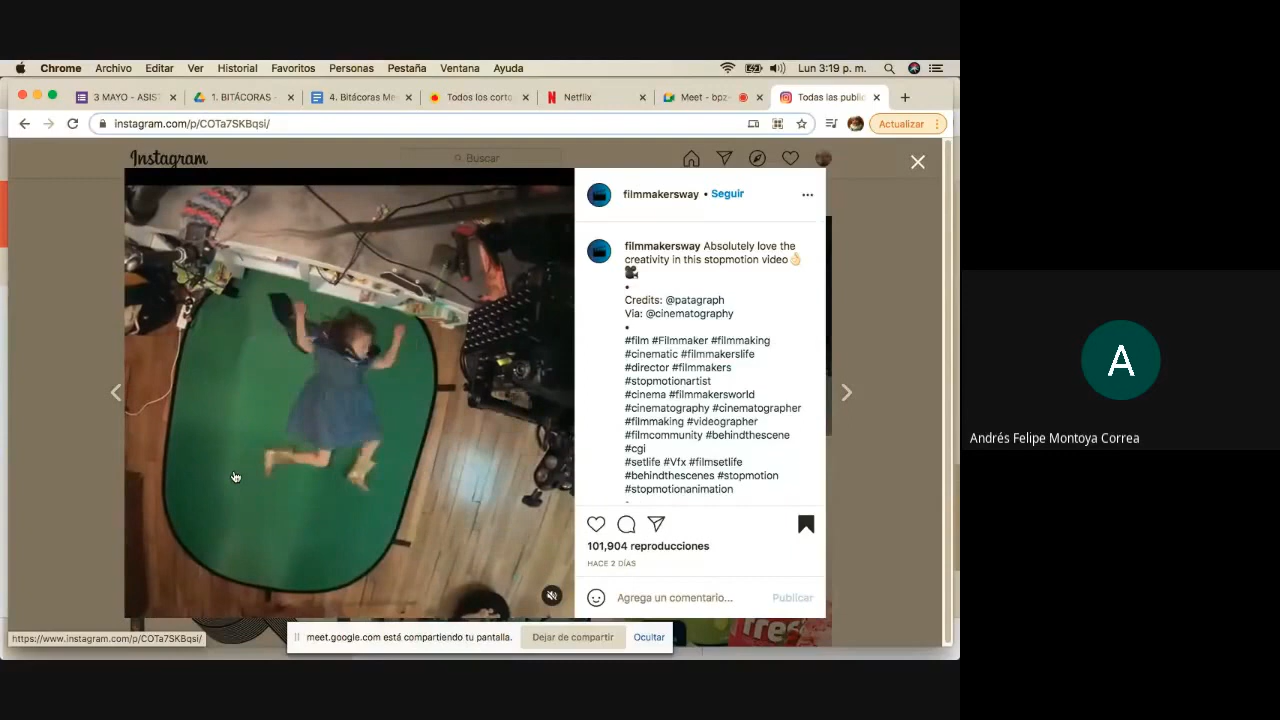 Chrome Archivo Editar Ver Historial Favoritos Personas Pestaña Ventana Ayuda Lun 3:19 p. m.
3 MAYO - ASIS 1. BITÁCORAS - 4. Bitácoras Me Todos los corto Netflix Meet - bpz- Todas las public
instagram.com/p/COTa7SKBqsi/ Actualizar
Instagram Buscar
filmmakersway • Seguir
filmmakersway Absolutely love the
creativity in this stopmotion video👌🏻
🎥
•
Credits: @patagraph
Via: @cinematography
•
#film #Filmmaker #filmmaking
#cinematic #filmmakerslife
#director #filmmakers
#stopmotionartist
#cinema #filmmakersworld
#cinematography #cinematographer
#filmmaking #videographer
#filmcommunity #behindthescene
#cgi
#setlife #Vfx #filmsetlife
#behindthescenes #stopmotion
#stopmotionanimation
101,904 reproducciones
HACE 2 DÍAS
Agrega un comentario... Publicar
https://www.instagram.com/p/COTa7SKBqsi/
meet.google.com está compartiendo tu pantalla. Dejar de compartir Ocultar
A
Andrés Felipe Montoya Correa